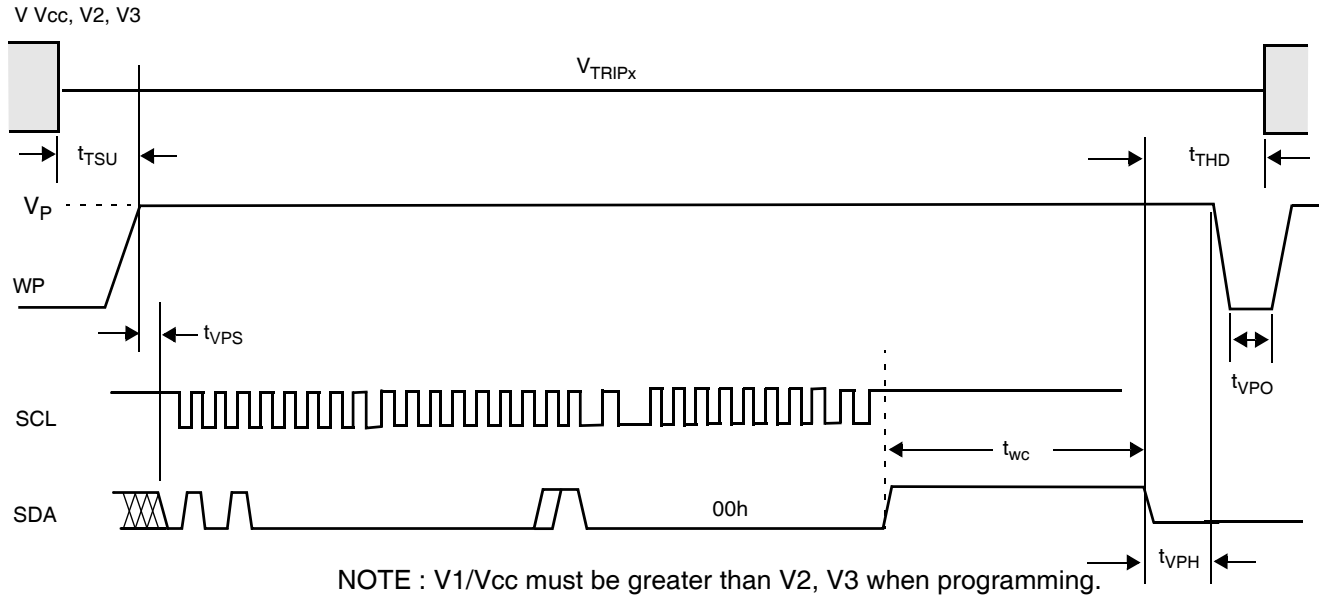 V Vcc, V2, V3
VTRIPx
tTSU
tTHD
VP
WP
tVPS
tVPO
SCL
twc
SDA
00h
tVPH
NOTE : V1/Vcc must be greater than V2, V3 when programming.